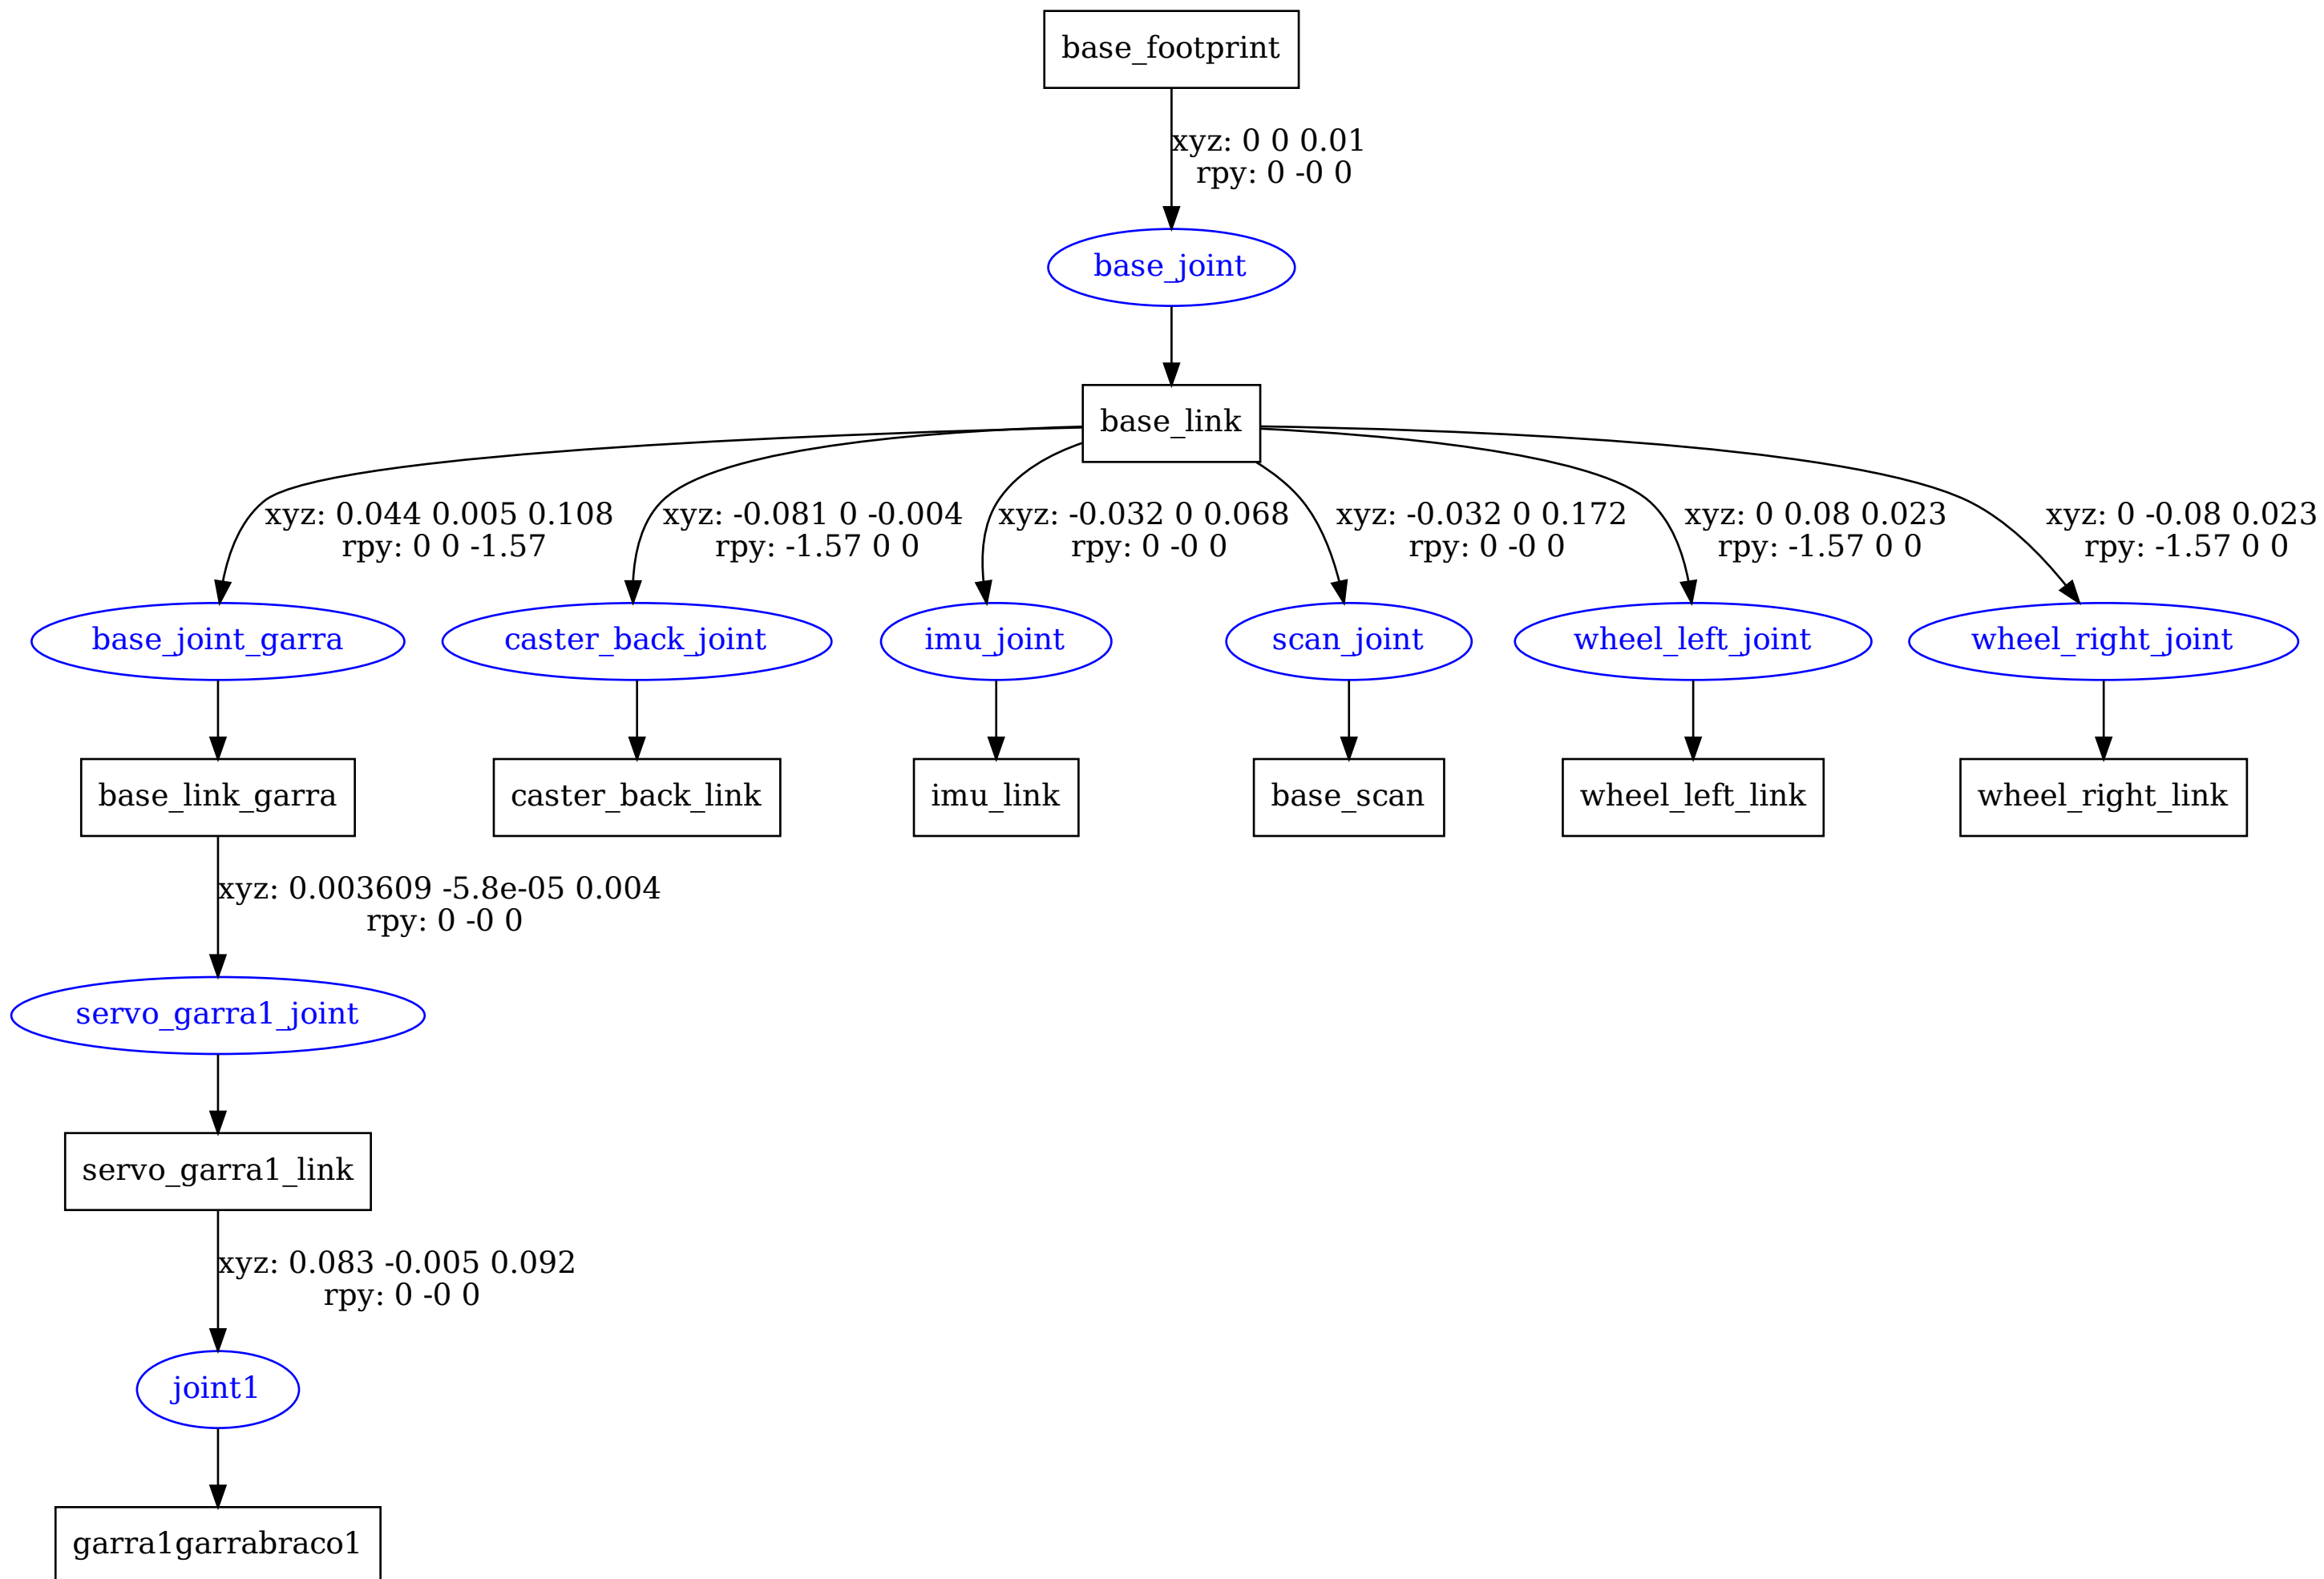 base_footprint
xyz: 0 0 0.01
rpy: 0 -0 0
base_joint
base_link
xyz: 0.044 0.005 0.108
rpy: 0 0 -1.57
xyz: -0.081 0 -0.004
rpy: -1.57 0 0
xyz: -0.032 0 0.068
rpy: 0 -0 0
xyz: -0.032 0 0.172
rpy: 0 -0 0
xyz: 0 0.08 0.023
rpy: -1.57 0 0
xyz: 0 -0.08 0.023
rpy: -1.57 0 0
base_joint_garra
caster_back_joint
imu_joint
scan_joint
wheel_left_joint
wheel_right_joint
base_link_garra
caster_back_link
imu_link
base_scan
wheel_left_link
wheel_right_link
xyz: 0.003609 -5.8e-05 0.004
rpy: 0 -0 0
servo_garra1_joint
servo_garra1_link
xyz: 0.083 -0.005 0.092
rpy: 0 -0 0
joint1
garra1garrabraco1